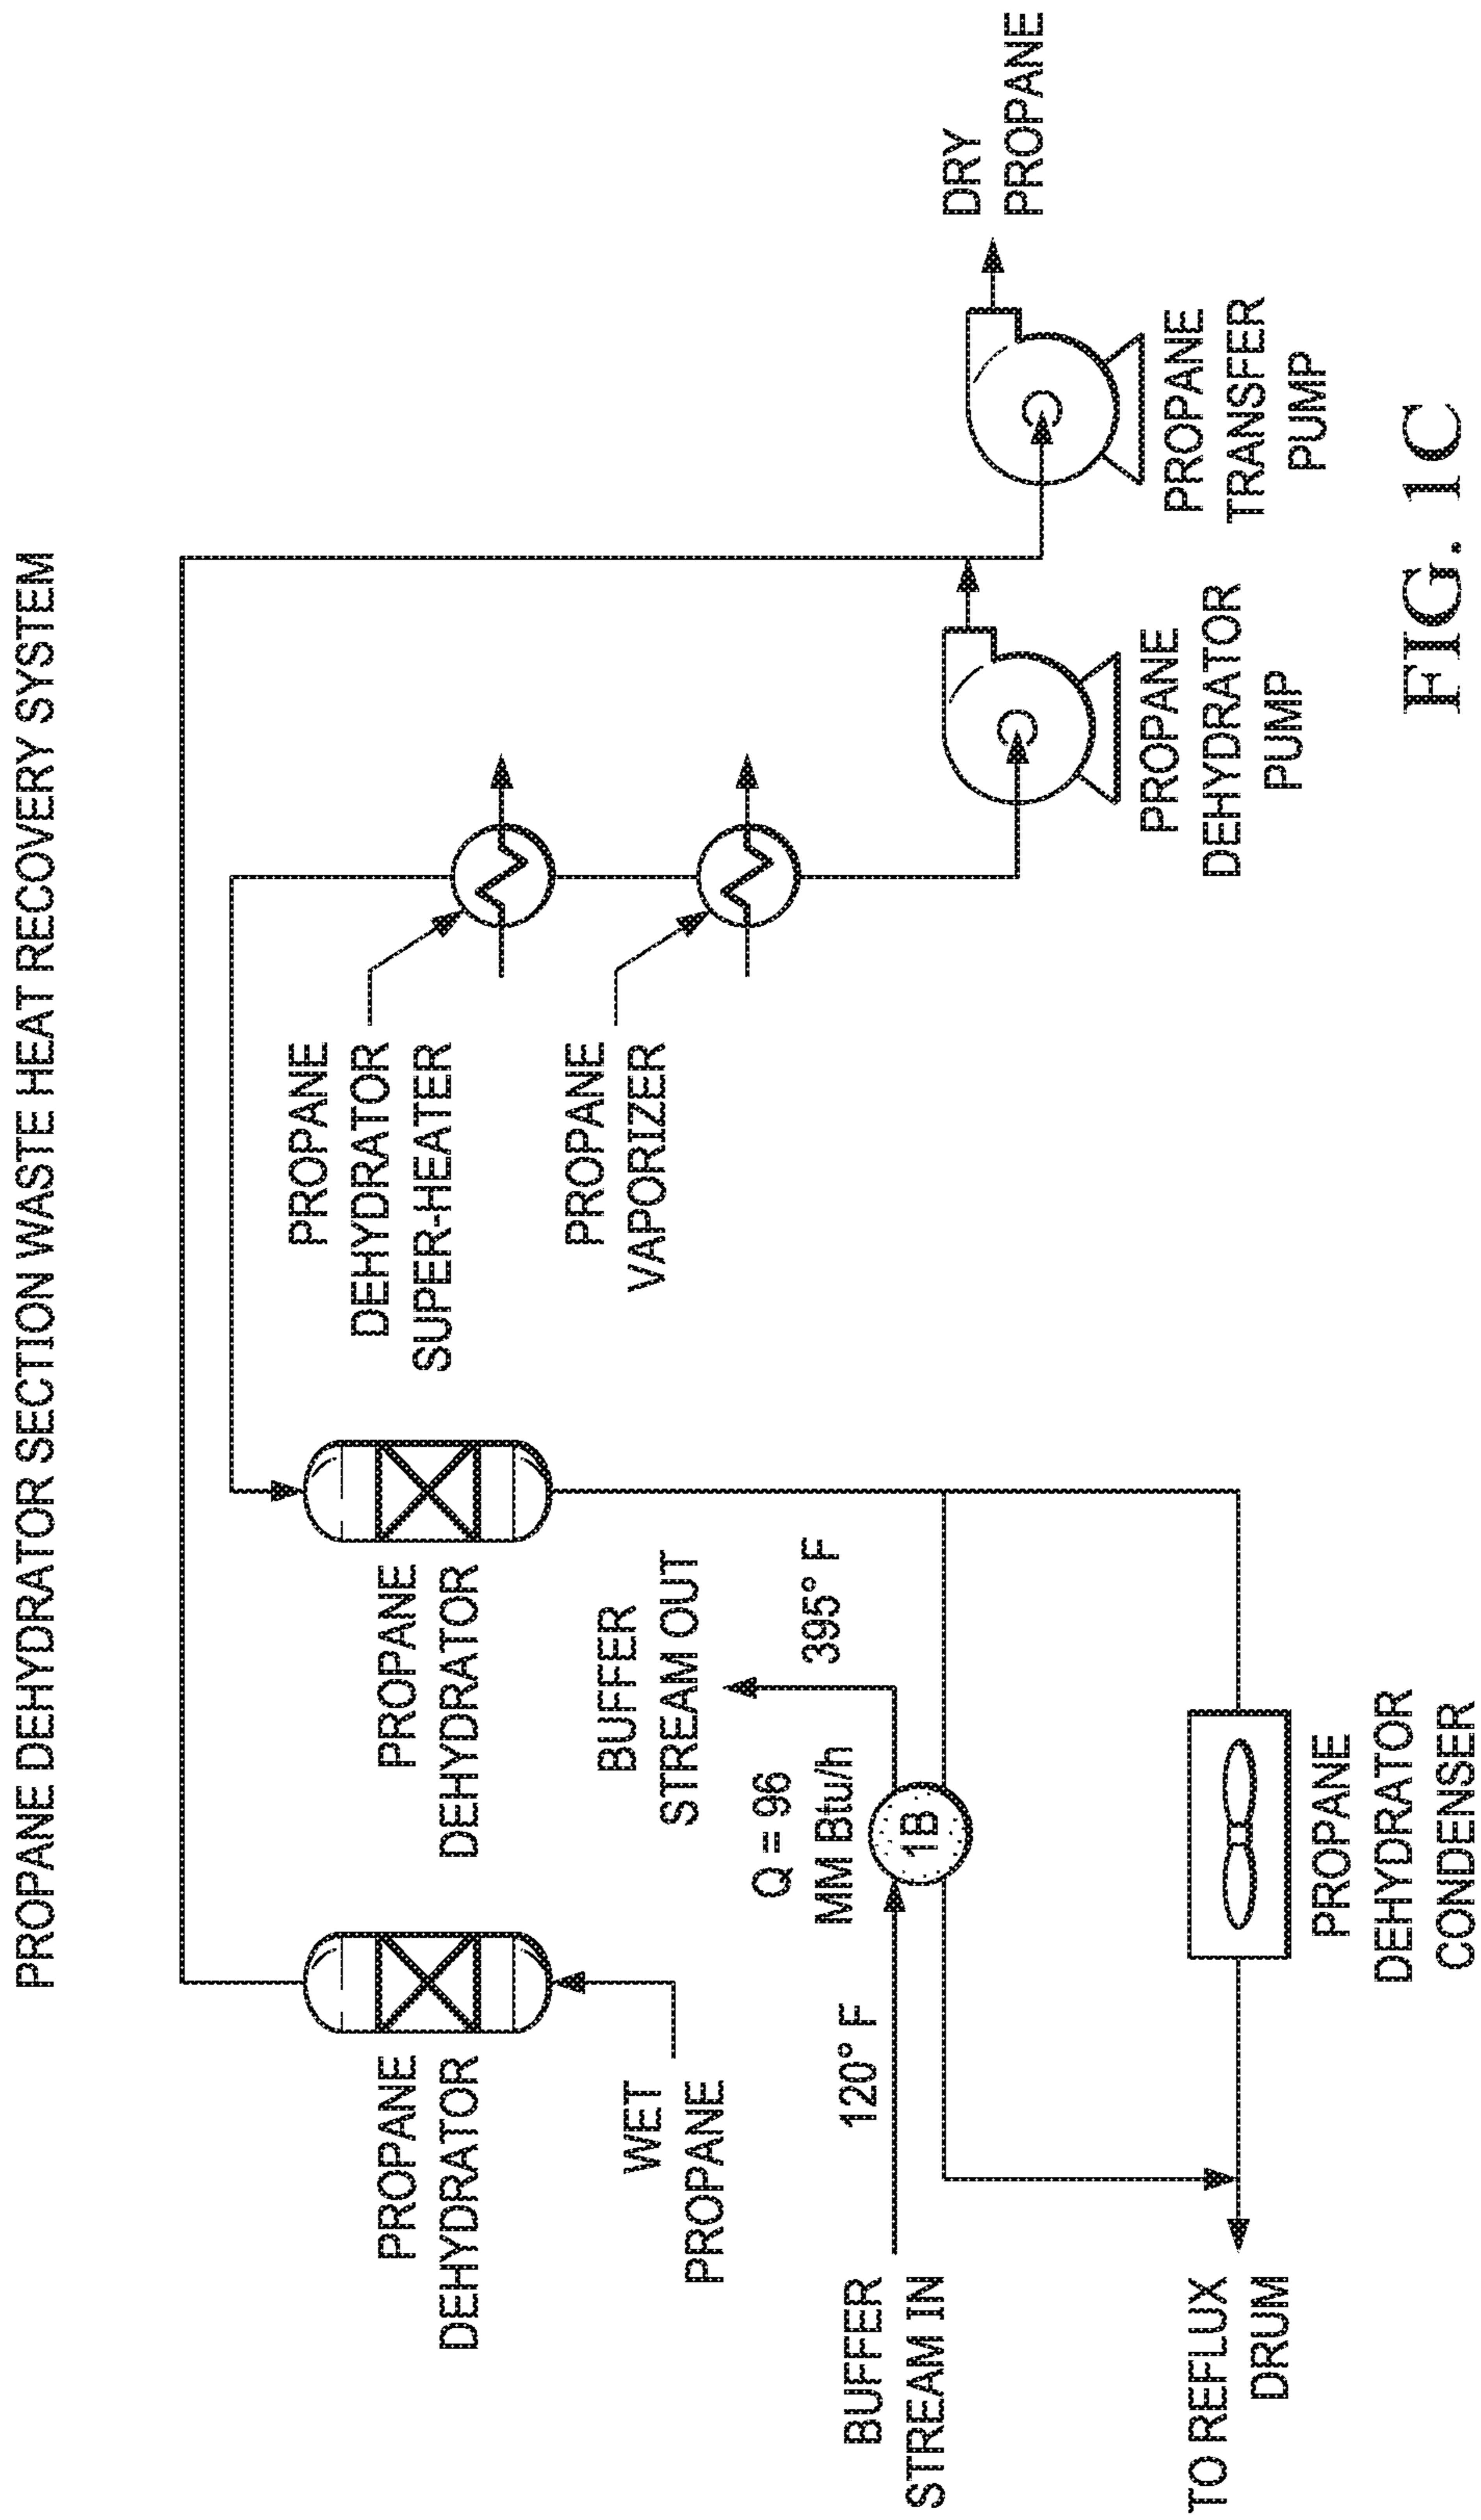 PROPANE DEHYDRATOR SECTION WASTE HEAT RECOVERY SYSTEM
PROPANE
DEHYDRATOR
WET
PROPANE
PROPANE
DEHYDRATOR
PROPANE
DEHYDRATOR
SUPER-HEATER
PROPANE
VAPORIZER
BUFFER
STREAM OUT
395° F
Q = 96
MM Btu/h
1B
120° F
BUFFER
STREAM IN
TO REFLUX
DRUM
PROPANE
DEHYDRATOR
CONDENSER
PROPANE
DEHYDRATOR
PUMP
PROPANE
TRANSFER
PUMP
DRY
PROPANE
FIG. 1C